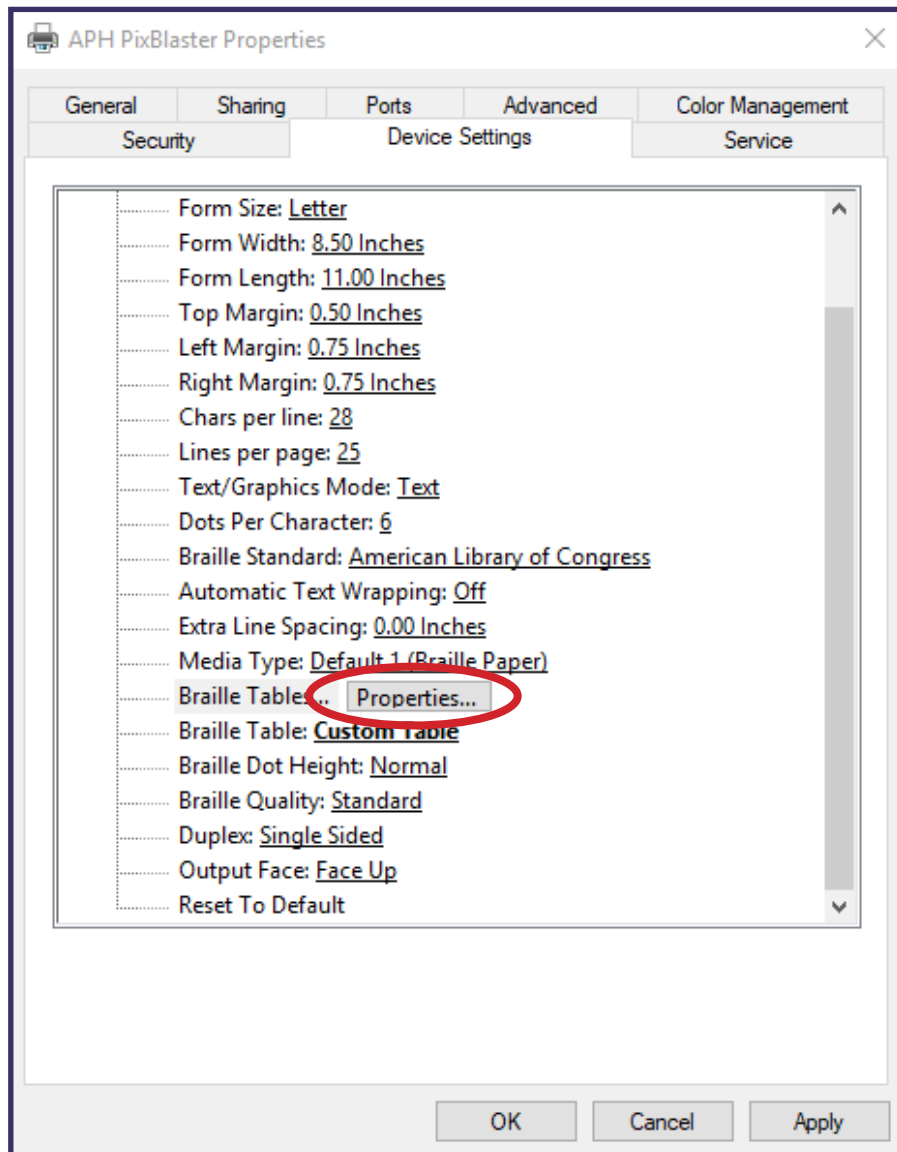 APH PixBlaster Properties
General Sharing Ports Advanced Color Management
Security Device Settings Service
Form Size: Letter
Form Width: 8.50 Inches
Form Length: 11.00 Inches
Top Margin: 0.50 Inches
Left Margin: 0.75 Inches
Right Margin: 0.75 Inches
Chars per line: 28
Lines per page: 25
Text/Graphics Mode: Text
Dots Per Character: 6
Braille Standard: American Library of Congress
Automatic Text Wrapping: Off
Extra Line Spacing: 0.00 Inches
Media Type: Default 1 (Braille Paper)
Braille Tables... Properties...
Braille Table: Custom Table
Braille Dot Height: Normal
Braille Quality: Standard
Duplex: Single Sided
Output Face: Face Up
Reset To Default
OK Cancel Apply